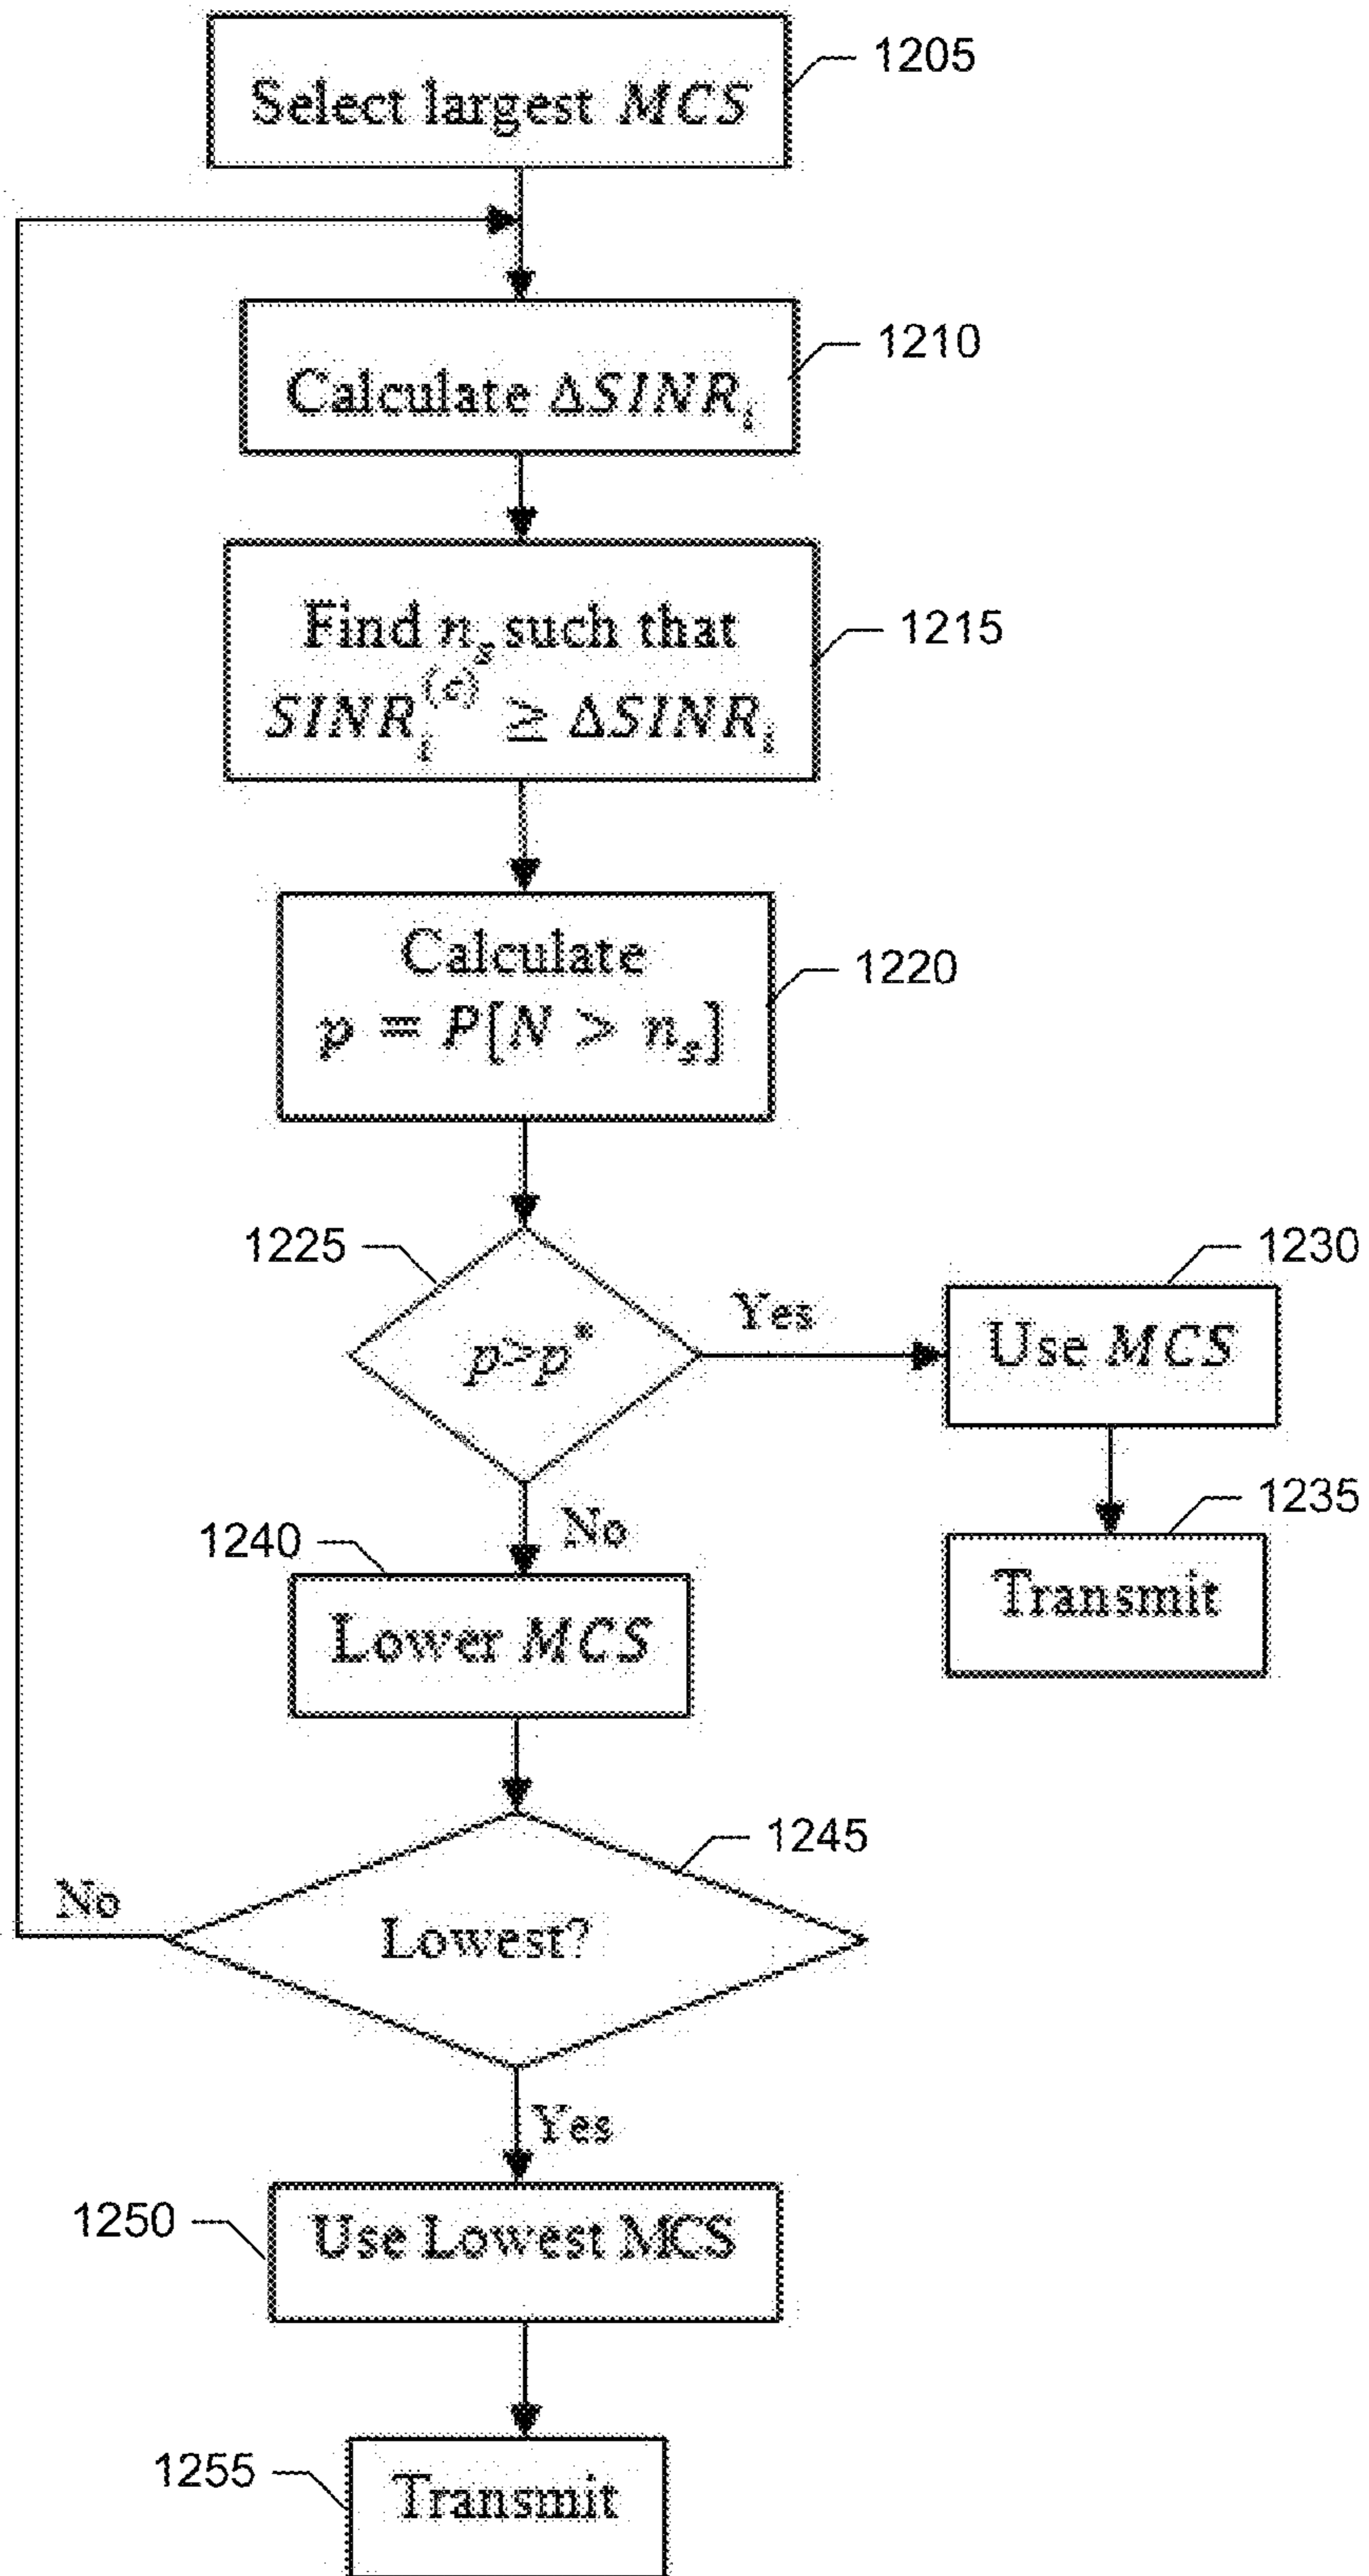 Select largest MCS
1205
Calculate ΔSINR_i
1210
Find n_s such that
SINR_i^(c) ≥ ΔSINR_i
1215
Calculate
p = P[N > n_s]
1220
1225
p>p*
Yes
Use MCS
1230
Transmit
1235
No
1240
Lower MCS
1245
Lowest?
No
Yes
1250
Use Lowest MCS
1255
Transmit